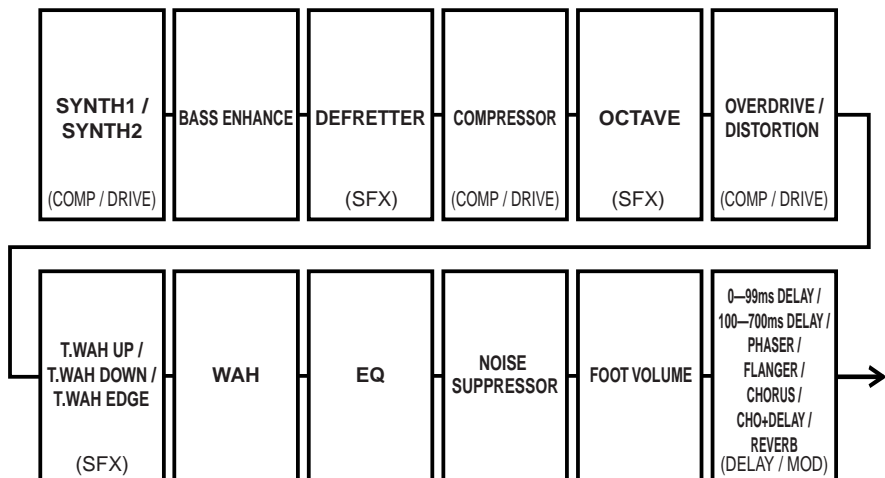 SYNTH1 /
SYNTH2
(COMP / DRIVE)
BASS ENHANCE
DEFRETTER
(SFX)
COMPRESSOR
(COMP / DRIVE)
OCTAVE
(SFX)
OVERDRIVE /
DISTORTION
(COMP / DRIVE)
T.WAH UP /
T.WAH DOWN /
T.WAH EDGE
(SFX)
WAH
EQ
NOISE
SUPPRESSOR
FOOT VOLUME
0—99ms DELAY /
100—700ms DELAY /
PHASER /
FLANGER /
CHORUS /
CHO+DELAY /
REVERB
(DELAY / MOD)